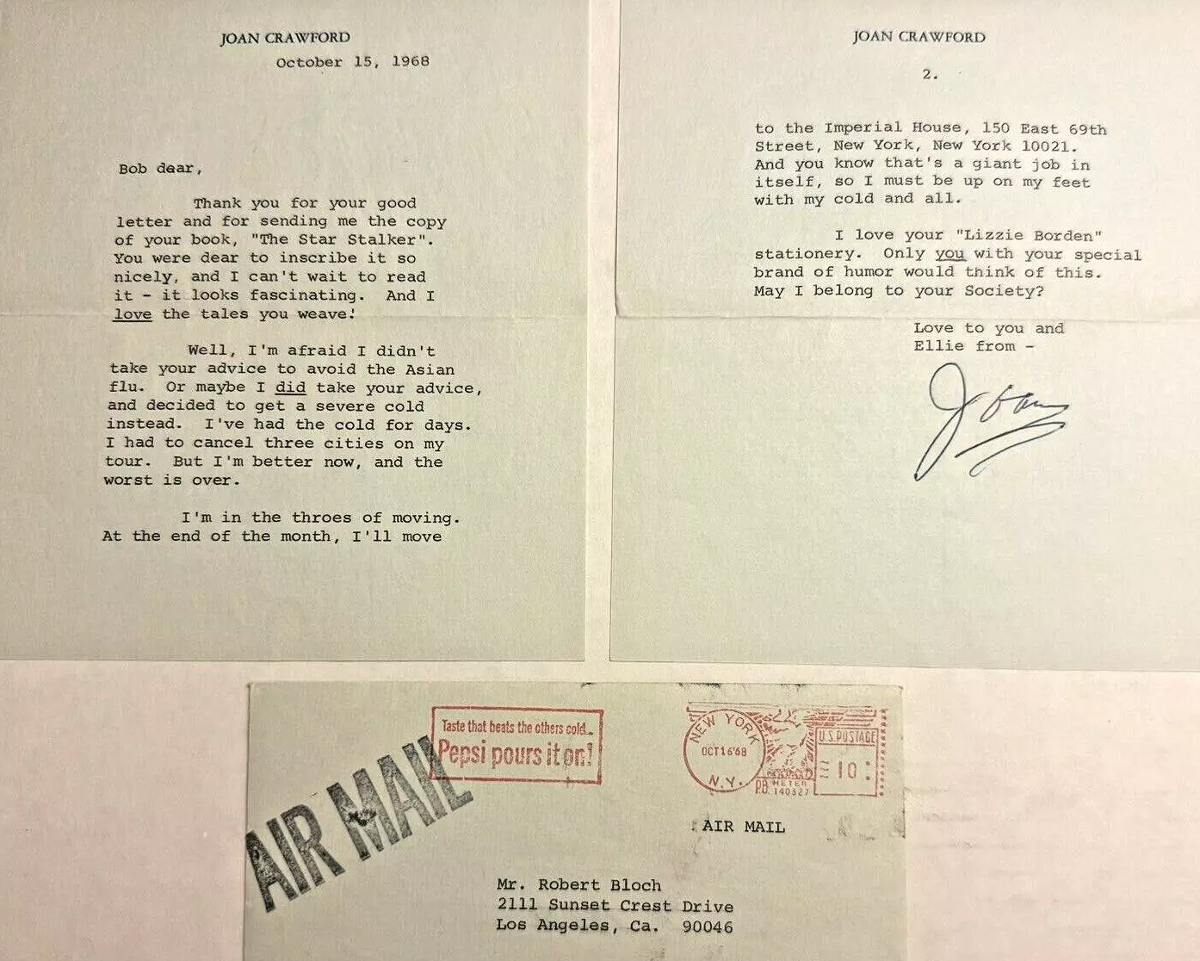 JOAN CRAWFORD
October 15, 1968
Bob dear,
Thank you for your good
letter and for sending me the copy
of your book, "The Star Stalker".
You were dear to inscribe it so
nicely, and I can't wait to read
it - it looks fascinating. And I
love the tales you weave!
Well, I'm afraid I didn't
take your advice to avoid the Asian
flu. Or maybe I did take your advice,
and decided to get a severe cold
instead. I've had the cold for days.
I had to cancel three cities on my
tour. But I'm better now, and the
worst is over.
I'm in the throes of moving.
At the end of the month, I'll move
JOAN CRAWFORD
2.
to the Imperial House, 150 East 69th
Street, New York, New York 10021.
And you know that's a giant job in
itself, so I must be up on my feet
with my cold and all.
I love your "Lizzie Borden"
stationery. Only you with your special
brand of humor would think of this.
May I belong to your Society?
Love to you and
Ellie from -
Joan
Taste that beats the others cold...
Pepsi pours it on!
AIR MAIL
NEW YORK
OCT 16 '68
N.Y.
U.S. POSTAGE
10
P.B. METER
140327
AIR MAIL
Mr. Robert Bloch
2111 Sunset Crest Drive
Los Angeles, Ca. 90046